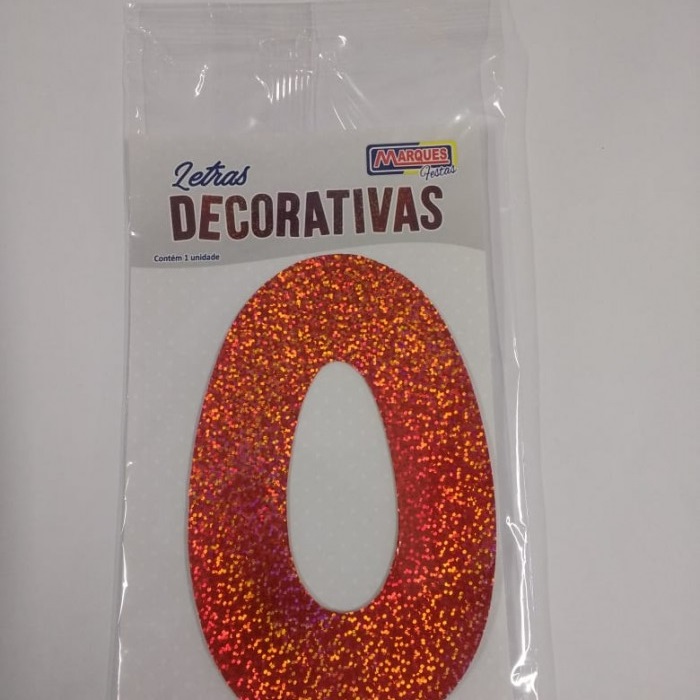 Letras
MARQUES
Festas
DECORATIVAS
Contém 1 unidade
O